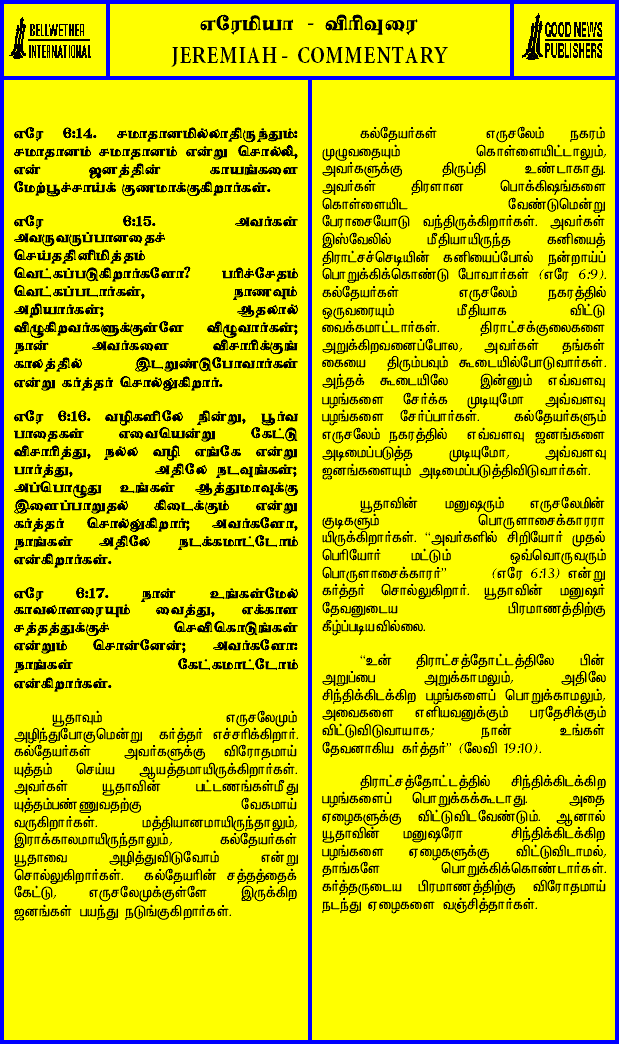 BELLWETHER
INTERNATIONAL
எரேமியா - விரிவுரை
JEREMIAH - COMMENTARY
GOOD NEWS
PUBLISHERS
எரே 6:14. சமாதானமில்லாதிருந்தும்:
சமாதானம் சமாதானம் என்று சொல்லி,
என் ஜனத்தின் காயங்களை
மேற்பூச்சாய்க் குணமாக்குகிறார்கள்.
எரே 6:15. அவர்கள்
அவருவருப்பானதைச்
செய்ததினிமித்தம்
வெட்கப்படுகிறார்களோ? பரிச்சேதம்
வெட்கப்படார்கள், நாணவும்
அறியார்கள்; ஆதலால்
விழுகிறவர்களுக்குள்ளே விழுவார்கள்;
நான் அவர்களை விசாரிக்குங்
காலத்தில் இடறுண்டுபோவார்கள்
என்று கர்த்தர் சொல்லுகிறார்.
எரே 6:16. வழிகளிலே நின்று, பூர்வ
பாதைகள் எவையென்று கேட்டு
விசாரித்து, நல்ல வழி எங்கே என்று
பார்த்து, அதிலே நடவுங்கள்;
அப்பொழுது உங்கள் ஆத்துமாவுக்கு
இளைப்பாறுதல் கிடைக்கும் என்று
கர்த்தர் சொல்லுகிறார்; அவர்களோ,
நாங்கள் அதிலே நடக்கமாட்டோம்
என்கிறார்கள்.
எரே 6:17. நான் உங்கள்மேல்
காவலாளரையும் வைத்து, எக்காள
சத்தத்துக்குச் செவிகொடுங்கள்
என்றும் சொன்னேன்; அவர்களோ:
நாங்கள் கேட்கமாட்டோம்
என்கிறார்கள்.
யூதாவும் எருசலேமும்
அழிந்துபோகுமென்று கர்த்தர் எச்சரிக்கிறார்.
கல்தேயர்கள் அவர்களுக்கு விரோதமாய்
யுத்தம் செய்ய ஆயத்தமாயிருக்கிறார்கள்.
அவர்கள் யூதாவின் பட்டணங்கள்மீது
யுத்தம்பண்ணுவதற்கு வேகமாய்
வருகிறார்கள். மத்தியானமாயிருந்தாலும்,
இராக்காலமாயிருந்தாலும், கல்தேயர்கள்
யூதாவை அழித்துவிடுவோம் என்று
சொல்லுகிறார்கள். கல்தேயரின் சத்தத்தைக்
கேட்டு, எருசலேமுக்குள்ளே இருக்கிற
ஜனங்கள் பயந்து நடுங்குகிறார்கள்.
கல்தேயர்கள் எருசலேம் நகரம்
முழுவதையும் கொள்ளையிட்டாலும்,
அவர்களுக்கு திருப்தி உண்டாகாது.
அவர்கள் திரளான பொக்கிஷங்களை
கொள்ளையிட வேண்டுமென்று
பேராசையோடு வந்திருக்கிறார்கள். அவர்கள்
இஸ்வேலில் மீதியாயிருந்த கனியைத்
திராட்சச்செடியின் கனியைப்போல் நன்றாய்ப்
பொறுக்கிக்கொண்டு போவார்கள் (எரே 6:9).
கல்தேயர்கள் எருசலேம் நகரத்தில்
ஒருவரையும் மீதியாக விட்டு
வைக்கமாட்டார்கள். திராட்சக்குலைகளை
அறுக்கிறவனைப்போல, அவர்கள் தங்கள்
கையை திரும்பவும் கூடையில்போடுவார்கள்.
அந்தக் கூடையிலே இன்னும் எவ்வளவு
பழங்களை சேர்க்க முடியுமோ அவ்வளவு
பழங்களை சேர்ப்பார்கள். கல்தேயர்களும்
எருசலேம் நகரத்தில் எவ்வளவு ஜனங்களை
அடிமைப்படுத்த முடியுமோ, அவ்வளவு
ஜனங்களையும் அடிமைப்படுத்திவிடுவார்கள்.
யூதாவின் மனுஷரும் எருசலேமின்
குடிகளும் பொருளாசைக்காரரா
யிருக்கிறார்கள். “அவர்களில் சிறியோர் முதல்
பெரியோர் மட்டும் ஒவ்வொருவரும்
பொருளாசைக்காரர்” (எரே 6:13) என்று
கர்த்தர் சொல்லுகிறார். யூதாவின் மனுஷர்
தேவனுடைய பிரமாணத்திற்கு
கீழ்ப்படியவில்லை.
“உன் திராட்சத்தோட்டத்திலே பின்
அறுப்பை அறுக்காமலும், அதிலே
சிந்திக்கிடக்கிற பழங்களைப் பொறுக்காமலும்,
அவைகளை எளியவனுக்கும் பரதேசிக்கும்
விட்டுவிடுவாயாக; நான் உங்கள்
தேவனாகிய கர்த்தர்” (லேவி 19:10).
திராட்சத்தோட்டத்தில் சிந்திக்கிடக்கிற
பழங்களைப் பொறுக்கக்கூடாது. அதை
ஏழைகளுக்கு விட்டுவிடவேண்டும். ஆனால்
யூதாவின் மனுஷரோ சிந்திக்கிடக்கிற
பழங்களை ஏழைகளுக்கு விட்டுவிடாமல்,
தாங்களே பொறுக்கிக்கொண்டார்கள்.
கர்த்தருடைய பிரமாணத்திற்கு விரோதமாய்
நடந்து ஏழைகளை வஞ்சித்தார்கள்.